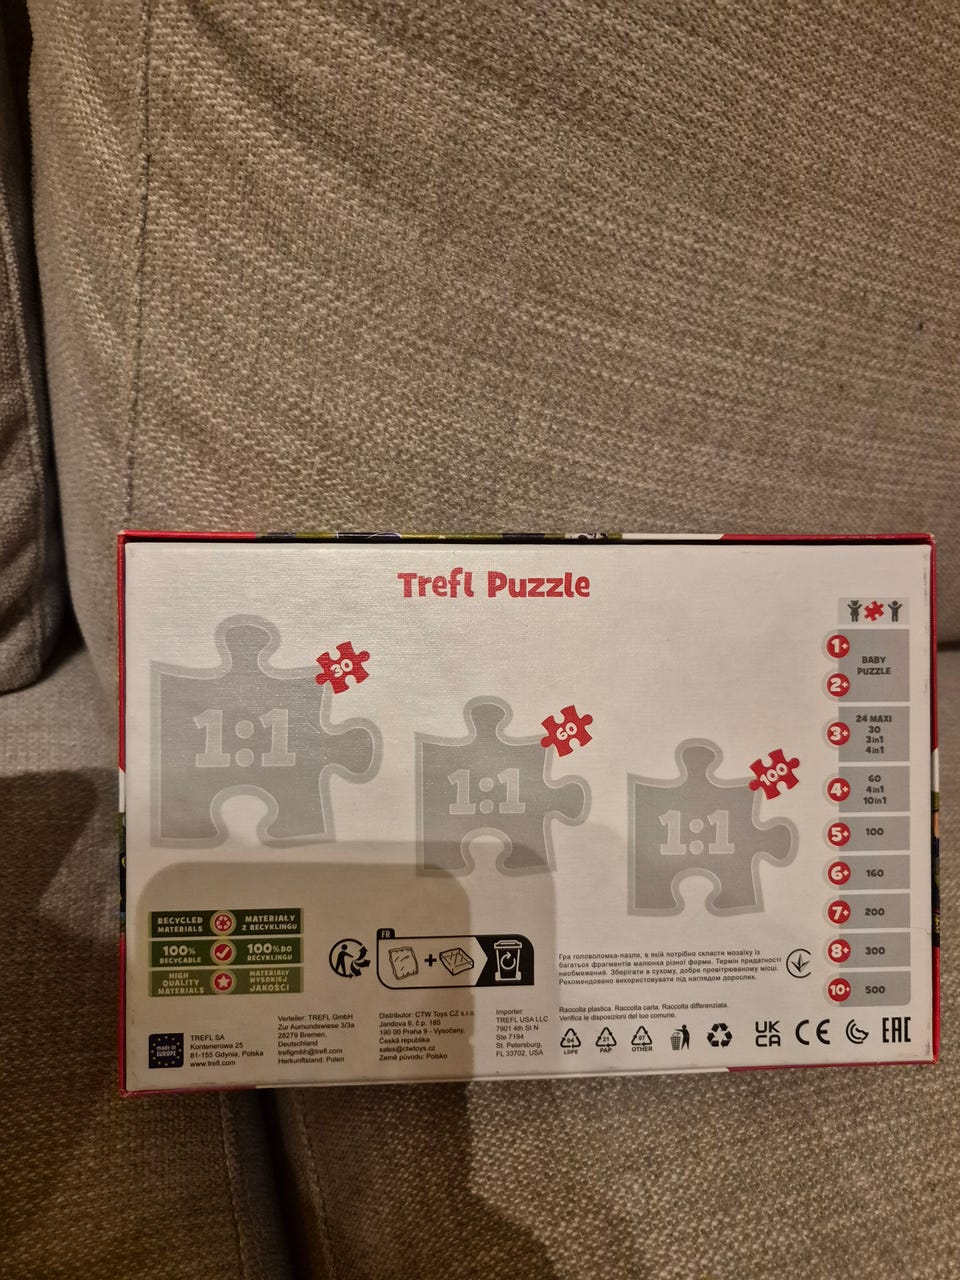 Trefl Puzzle
30
1:1
60
1:1
100
1:1
1+
2+
BABY
PUZZLE
3+
24 MAXI
30
3in1
4in1
4+
60
4in1
10in1
5+
100
6+
160
7+
200
8+
300
10+
500
RECYCLED
MATERIALS
MATERIAŁY
Z RECYKLINGU
100%
RECYCABLE
100% DO
RECYKLINGU
HIGH
QUALITY
MATERIALS
MATERIAŁY
WYSOKIEJ
JAKOŚCI
FR
+
Гра головоломка-пазли, в якій потрібно скласти мозаїку із
багатьох фрагментів малюнка різної форми. Термін придатності
необмежений. Зберігати в сухому, добре провітрюваному місці.
Рекомендовано використовувати під наглядом дорослих.
made in
EUROPE
TREFL SA
Kontenerowa 25
81-155 Gdynia, Polska
www.trefl.com
Verteiler: TREFL GmbH
Zur Aumundswiese 3/3a
28279 Bremen,
Deutschland
treflgmbh@trefl.com
Herkunftsland: Polen
Distributor: CTW Toys CZ s.r.o.
Jandova 6, č.p. 185
190 00 Praha 9 - Vysočany,
Česká republika
sales@ctwtoys.cz
Země původu: Polsko
Importer:
TREFL USA LLC
7901 4th St N
Ste 7194
St. Petersburg,
FL 33702, USA
Raccolta plastica. Raccolta carta. Raccolta differenziata.
Verifica le disposizioni del tuo comune.
04
LDPE
21
PAP
07
OTHER
UK
CA
CE
EAC